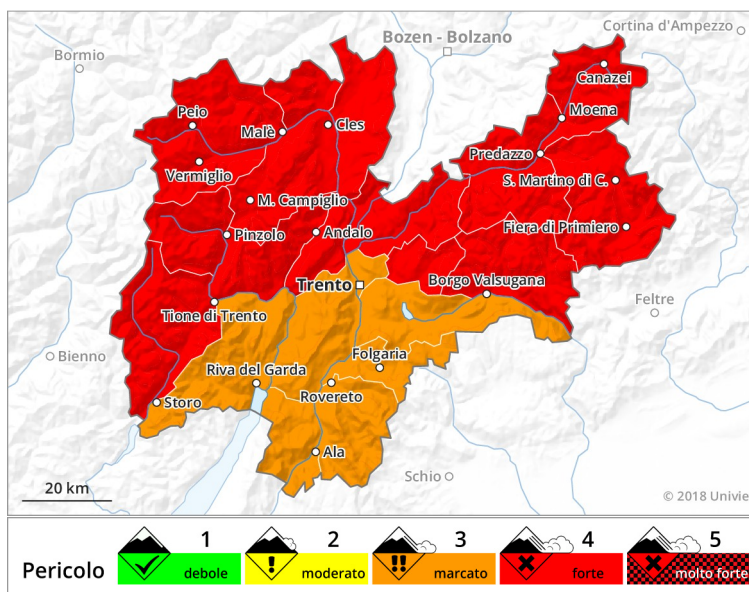 Cortina d'Ampezzo
Bozen - Bolzano
Bormio
Canazei
Peio
Moena
Malè
Cles
Predazzo
Vermiglio
S. Martino di C.
M. Campiglio
Pinzolo
Andalo
Fiera di Primiero
Trento
Borgo Valsugana
Feltre
Tione di Trento
Bienno
Folgaria
Riva del Garda
Rovereto
Storo
Ala
Schio
20 km
© 2018 Univie
1 2 3 4 5
Pericolo debole moderato marcato forte molto forte